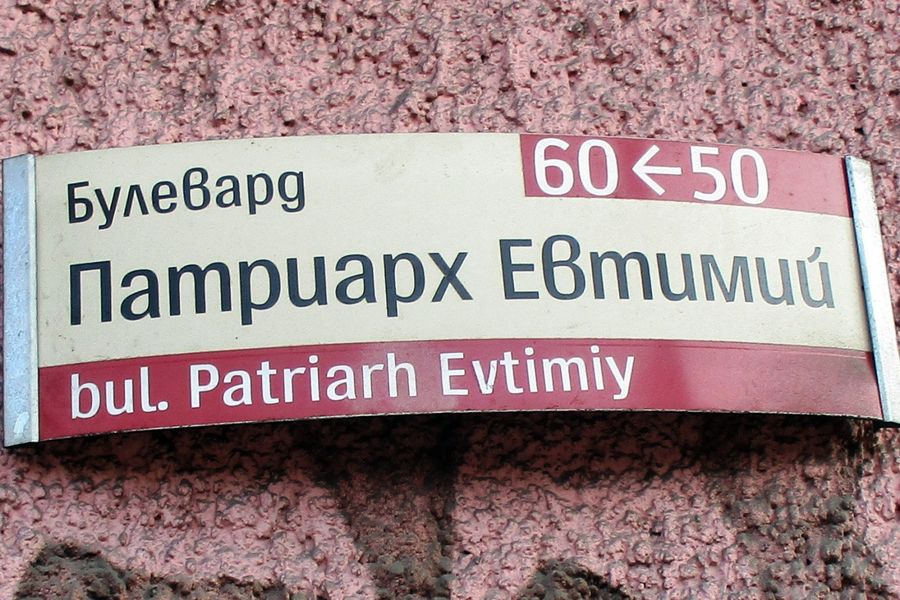 Булевард 60←50
Патриарх Евтимий
bul. Patriarh Evtimiy